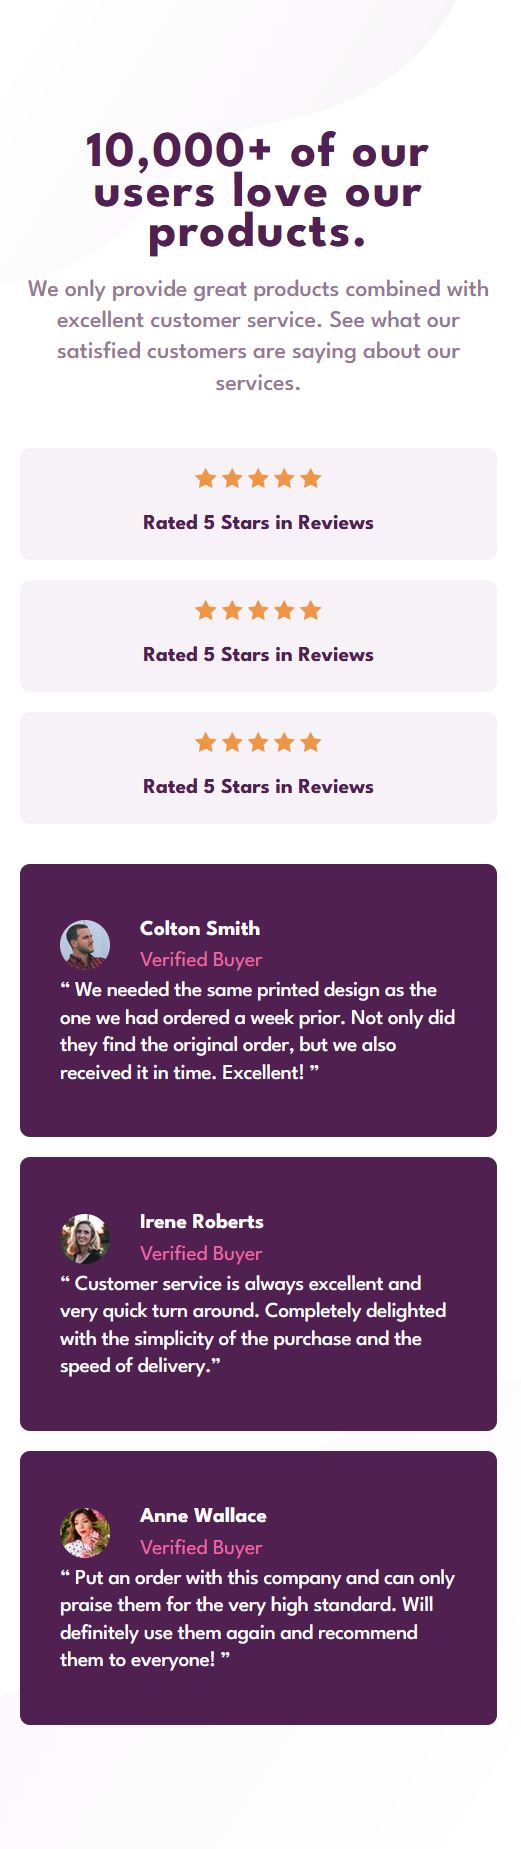 10,000+ of our
users love our
products.
We only provide great products combined with
excellent customer service. See what our
satisfied customers are saying about our
services.
Rated 5 Stars in Reviews
Rated 5 Stars in Reviews
Rated 5 Stars in Reviews
Colton Smith
Verified Buyer
“ We needed the same printed design as the
one we had ordered a week prior. Not only did
they find the original order, but we also
received it in time. Excellent! ”
Irene Roberts
Verified Buyer
“ Customer service is always excellent and
very quick turn around. Completely delighted
with the simplicity of the purchase and the
speed of delivery.”
Anne Wallace
Verified Buyer
“ Put an order with this company and can only
praise them for the very high standard. Will
definitely use them again and recommend
them to everyone! ”